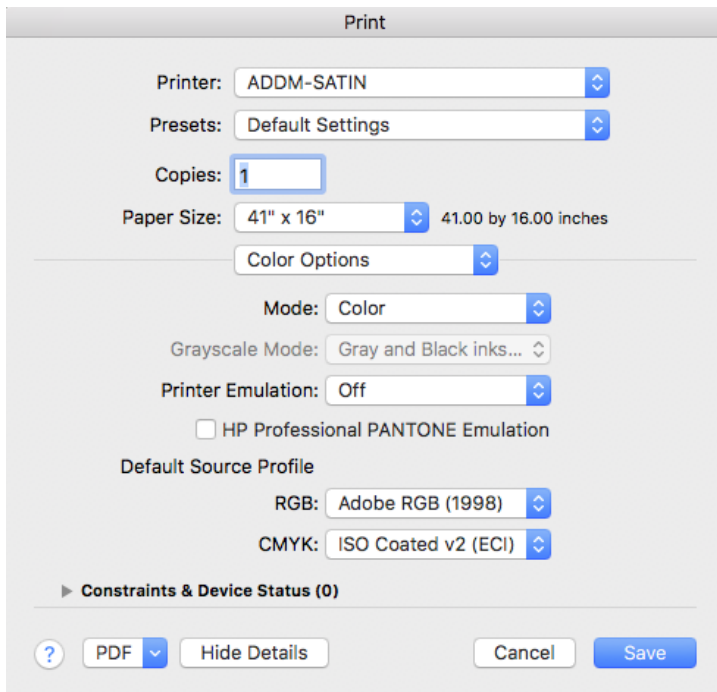 Print
Printer: ADDM-SATIN
Presets: Default Settings
Copies: 1
Paper Size: 41" x 16" 41.00 by 16.00 inches
Color Options
Mode: Color
Grayscale Mode: Gray and Black inks...
Printer Emulation: Off
HP Professional PANTONE Emulation
Default Source Profile
RGB: Adobe RGB (1998)
CMYK: ISO Coated v2 (ECI)
Constraints & Device Status (0)
? PDF Hide Details Cancel Save